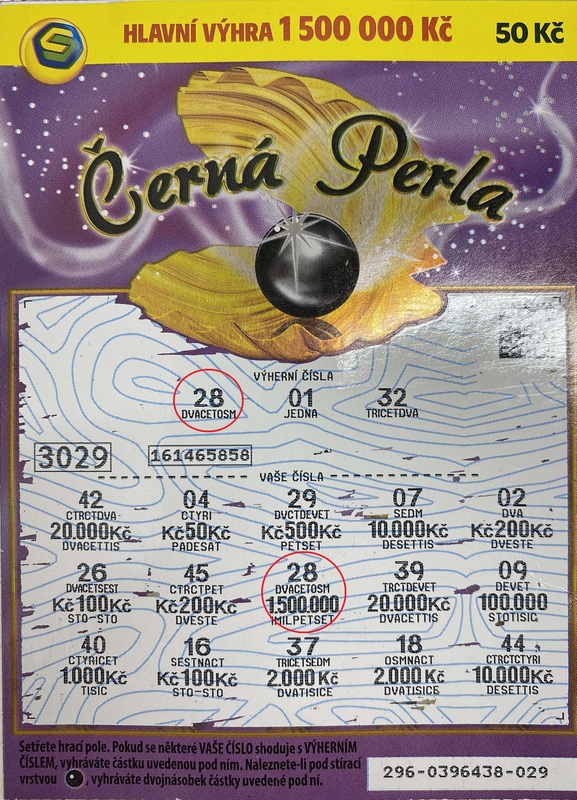 HLAVNÍ VÝHRA 1 500 000 Kč 50 Kč
Černá Perla
VÝHERNÍ ČÍSLA
28 01 32
DVACETOSM JEDNA TRICETDVA
3029 161465858
VAŠE ČÍSLA
42 04 29 07 02
CTRCTDVA CTYRI DVCTDEVET SEDM DVA
20.000Kč Kč50Kč Kč500Kč 10.000Kč Kč200Kč
DVACETTIS PADESAT PETSET DESETTIS DVESTE
26 45 28 39 09
DVACETSEST CTRCTPET DVACETOSM TRCTDEVET DEVET
Kč100Kč Kč200Kč 1.500.000 20.000Kč 100.000
STO-STO DVESTE 1MILPETSET DVACETTIS STOTISIC
40 16 37 18 44
CTYRICET SESTNACT TRICETSEDM OSMNACT CTRCTCTYRI
1.000Kč Kč100Kč 2.000Kč 2.000Kč 10.000Kč
TISIC STO-STO DVATISICE DVATISICE DESETTIS
Setřete hrací pole. Pokud se některé VAŠE ČÍSLO shoduje s VÝHERNÍM
ČÍSLEM, vyhráváte částku uvedenou pod ním. Naleznete-li pod stírací
vrstvou , vyhráváte dvojnásobek částky uvedené pod ní.
296-0396438-029